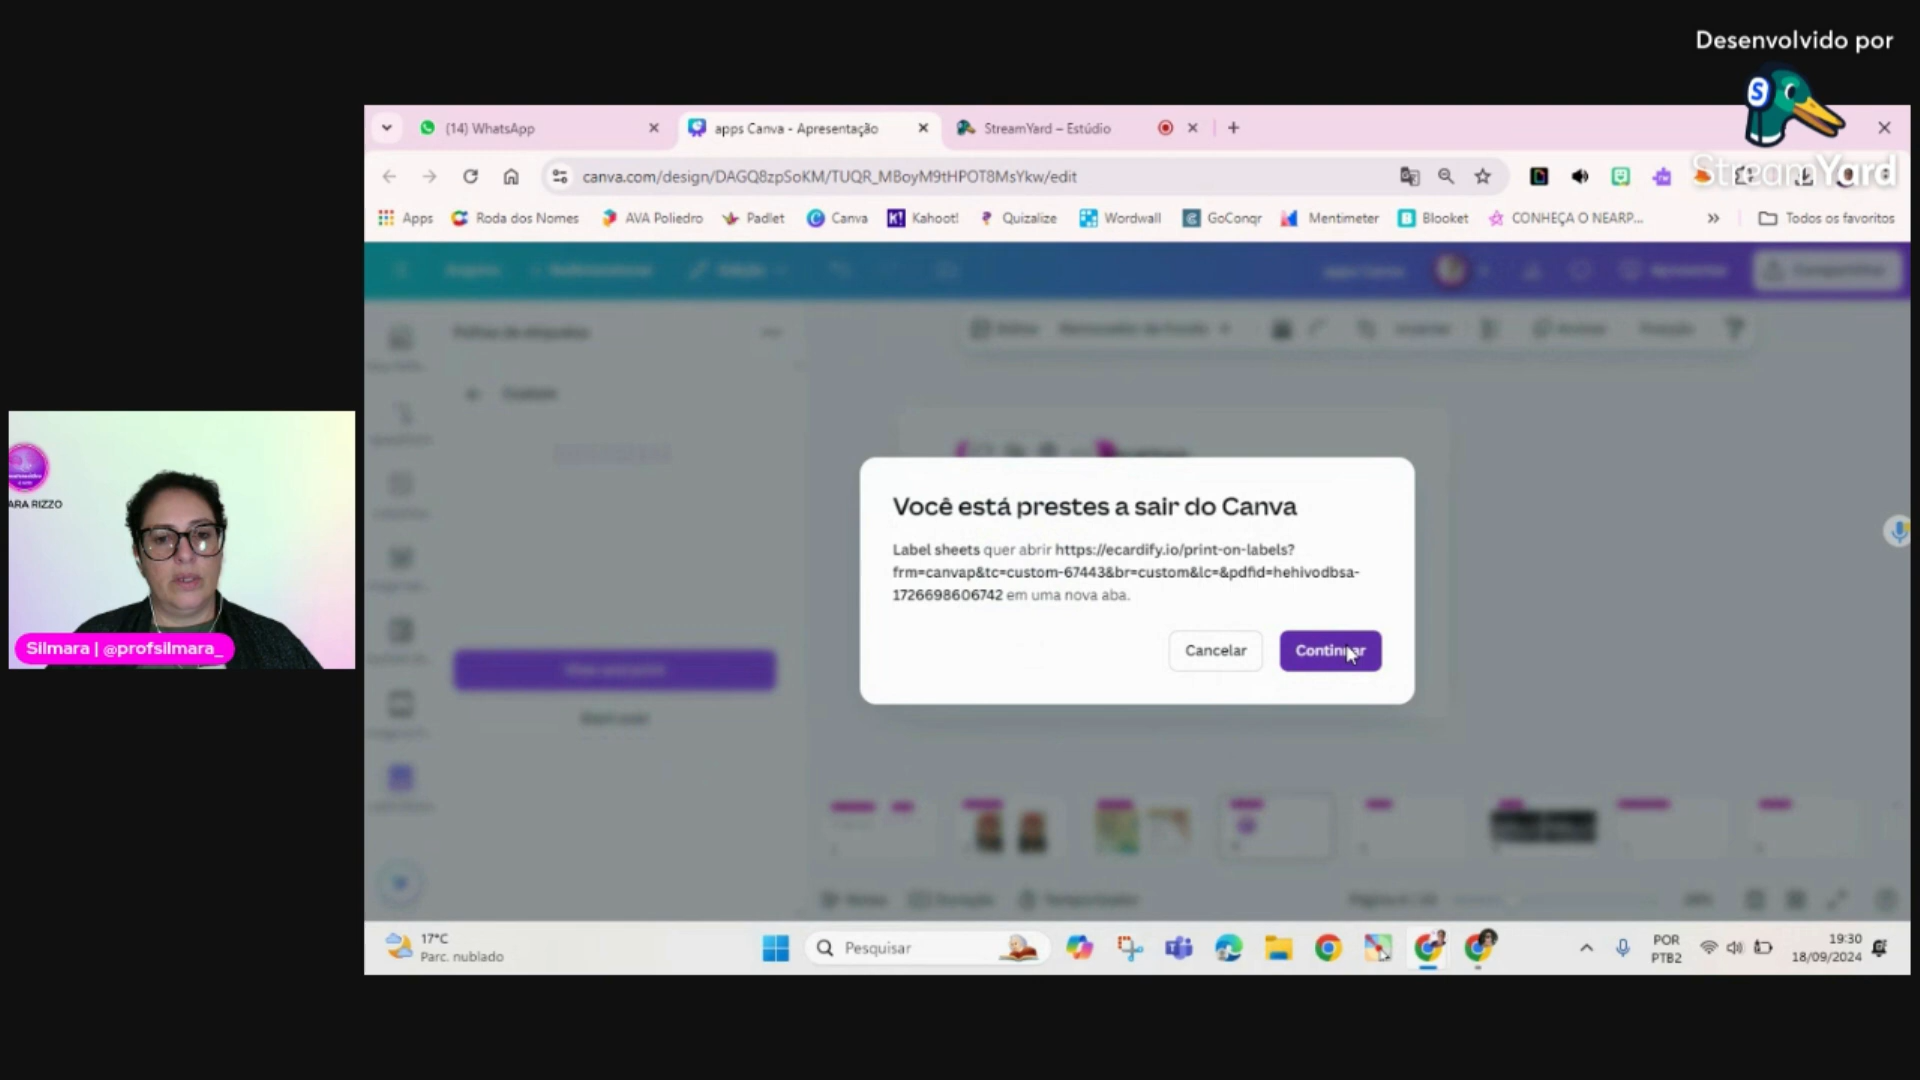 Desenvolvido por
S
StreamYard
(14) WhatsApp
apps Canva - Apresentação
StreamYard – Estúdio
canva.com/design/DAGQ8zpSoKM/TUQR_MBoyM9tHPOT8MsYkw/edit
Apps
Roda dos Nomes
AVA Poliedro
Padlet
Canva
Kahoot!
Quizalize
Wordwall
GoConqr
Mentimeter
Blooket
CONHEÇA O NEARP...
Todos os favoritos
Você está prestes a sair do Canva
Label sheets quer abrir https://ecardify.io/print-on-labels?
frm=canvap&tc=custom-67443&br=custom&lc=&pdfid=hehivodbsa-
1726698606742 em uma nova aba.
Cancelar
Continuar
ARA RIZZO
Silmara | @profsilmara_
17°C
Parc. nublado
Pesquisar
POR
PTB2
19:30
18/09/2024